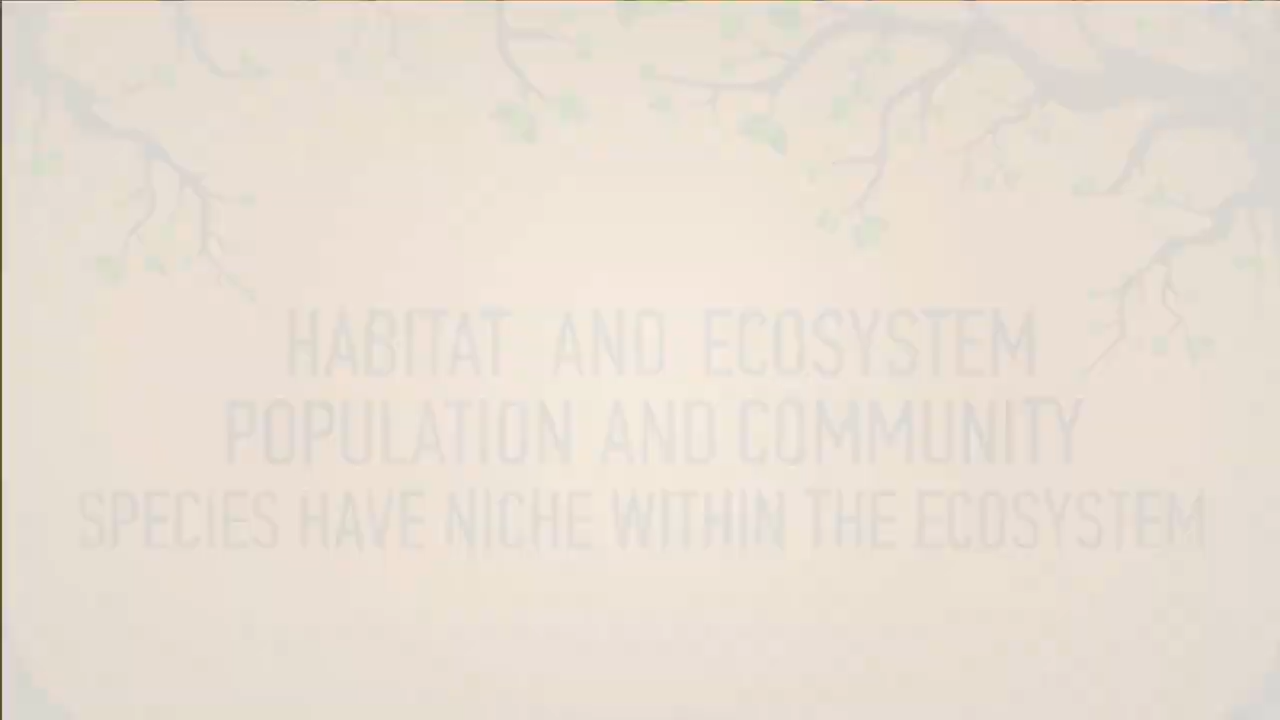 HABITAT AND ECOSYSTEM
POPULATION AND COMMUNITY
SPECIES HAVE NICHE WITHIN THE ECOSYSTEM